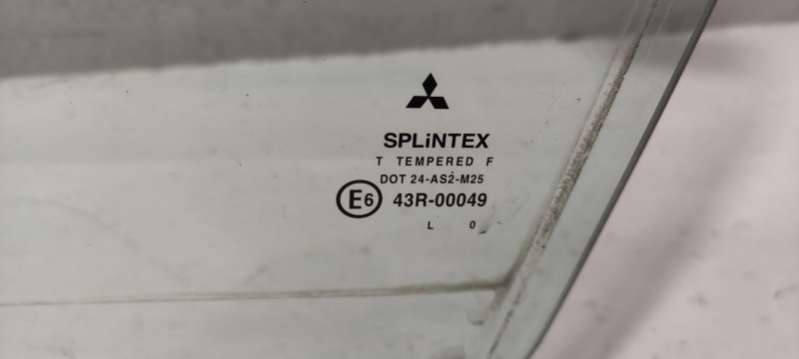 SPLiNTEX
T TEMPERED F
DOT 24-AS2-M25
E6 43R-00049
L 0